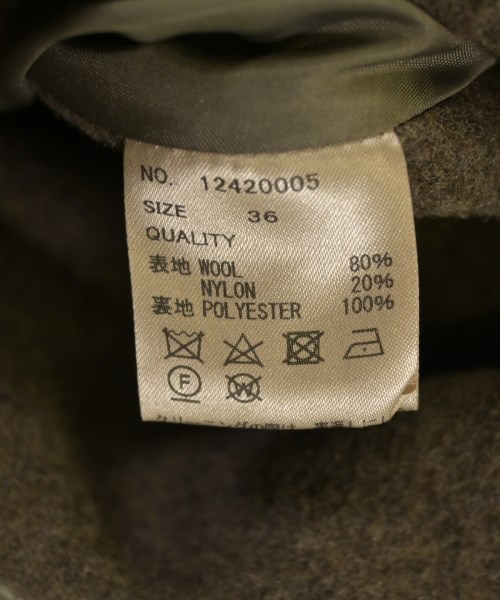 NO. 12420005
SIZE 36
QUALITY
表地 WOOL 80%
NYLON 20%
裏地 POLYESTER 100%
F W